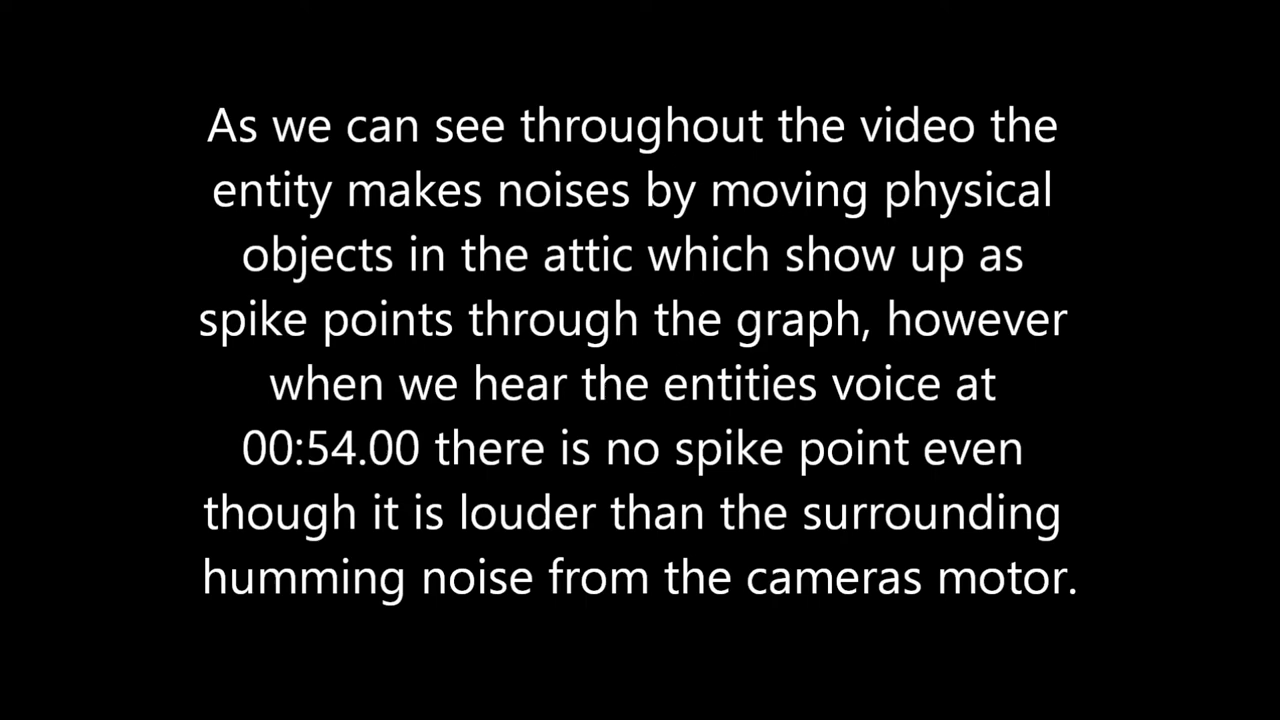 As we can see throughout the video the
entity makes noises by moving physical
objects in the attic which show up as
spike points through the graph, however
when we hear the entities voice at
00:54.00 there is no spike point even
though it is louder than the surrounding
humming noise from the cameras motor.